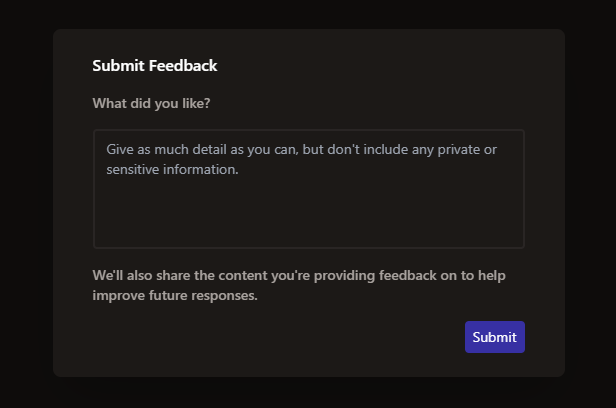 Submit Feedback
What did you like?
Give as much detail as you can, but don't include any private or
sensitive information.
We'll also share the content you're providing feedback on to help
improve future responses.
Submit